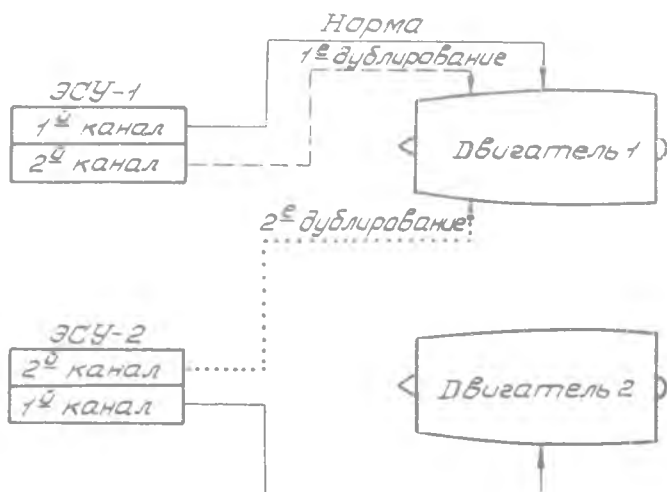 Норма
1е дублирование
ЭСУ-1
1й канал
2й канал
Двигатель 1
2е дублирование
ЭСУ-2
2й канал
1й канал
Двигатель 2